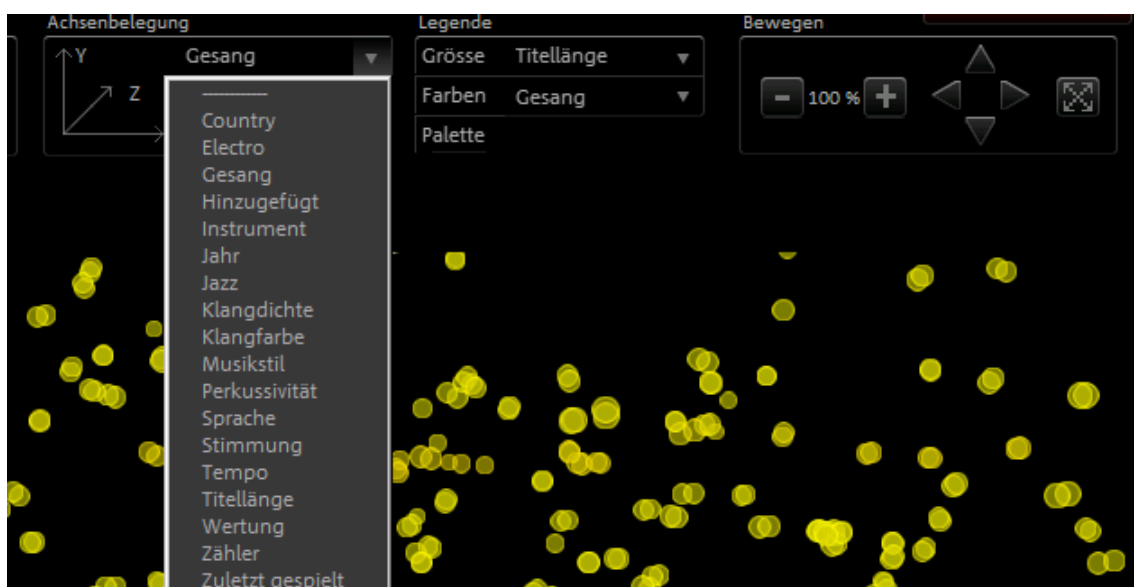 Achsenbelegung
Y
Z
Gesang
Legende
Grösse Titellänge
Farben Gesang
Palette
Bewegen
- 100 % +
------------
Country
Electro
Gesang
Hinzugefügt
Instrument
Jahr
Jazz
Klangdichte
Klangfarbe
Musikstil
Perkussivität
Sprache
Stimmung
Tempo
Titellänge
Wertung
Zähler
Zuletzt gespielt